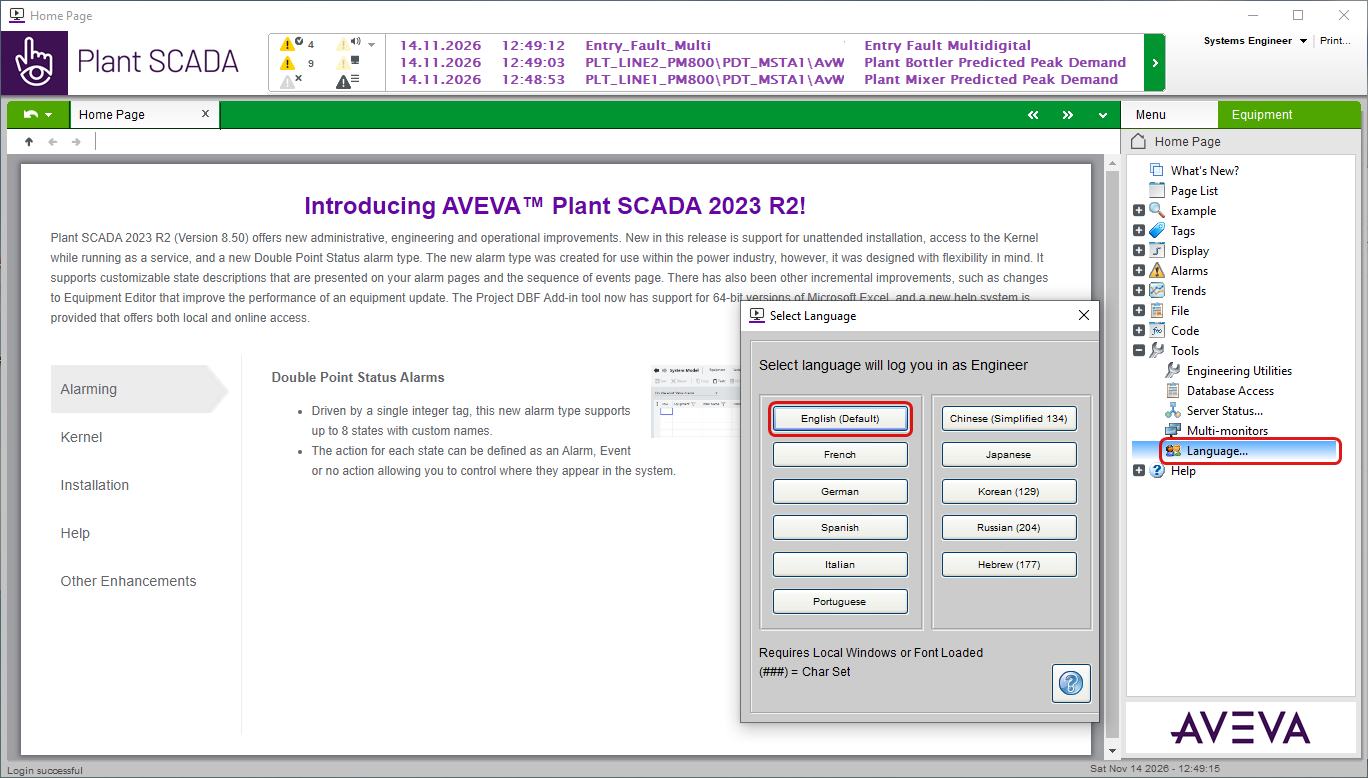 Home Page
Plant SCADA
4
9
14.11.2026 12:49:12 Entry_Fault_Multi Entry Fault Multidigital
14.11.2026 12:49:03 PLT_LINE2_PM800\PDT_MSTA1\AvW Plant Bottler Predicted Peak Demand
14.11.2026 12:48:53 PLT_LINE1_PM800\PDT_MSTA1\AvW Plant Mixer Predicted Peak Demand
Systems Engineer
Print...
Home Page x
Menu
Equipment
Home Page
What's New?
Page List
Example
Tags
Display
Alarms
Trends
File
Code
Tools
Engineering Utilities
Database Access
Server Status...
Multi-monitors
Language...
Help
Introducing AVEVA™ Plant SCADA 2023 R2!
Plant SCADA 2023 R2 (Version 8.50) offers new administrative, engineering and operational improvements. New in this release is support for unattended installation, access to the Kernel
while running as a service, and a new Double Point Status alarm type. The new alarm type was created for use within the power industry, however, it was designed with flexibility in mind. It
supports customizable state descriptions that are presented on your alarm pages and the sequence of events page. There has also been other incremental improvements, such as changes
to Equipment Editor that improve the performance of an equipment update. The Project DBF Add-in tool now has support for 64-bit versions of Microsoft Excel, and a new help system is
provided that offers both local and online access.
Alarming
Kernel
Installation
Help
Other Enhancements
Double Point Status Alarms
• Driven by a single integer tag, this new alarm type supports
up to 8 states with custom names.
• The action for each state can be defined as an Alarm, Event
or no action allowing you to control where they appear in the system.
System Model
Select Language
Select language will log you in as Engineer
English (Default)
French
German
Spanish
Italian
Portuguese
Chinese (Simplified 134)
Japanese
Korean (129)
Russian (204)
Hebrew (177)
Requires Local Windows or Font Loaded
(###) = Char Set
AVEVA
Login successful
Sat Nov 14 2026 - 12:49:15